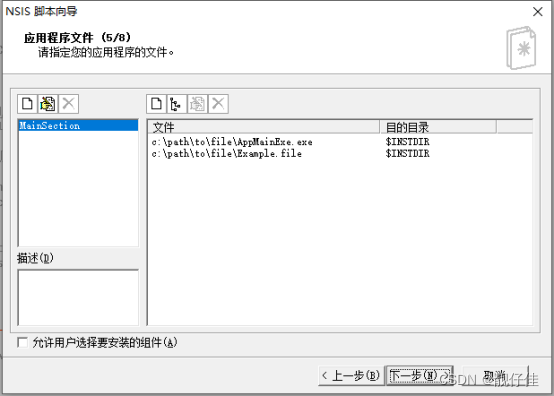 NSIS 脚本向导
应用程序文件 (5/8)
请指定您的应用程序的文件。
MainSection
文件 目的目录
c:\path\to\file\AppMainExe.exe $INSTDIR
c:\path\to\file\Example.file $INSTDIR
描述(D)
允许用户选择要安装的组件(A)
< 上一步(B) 下一步(N) > 取消
CSDN @靓仔佳